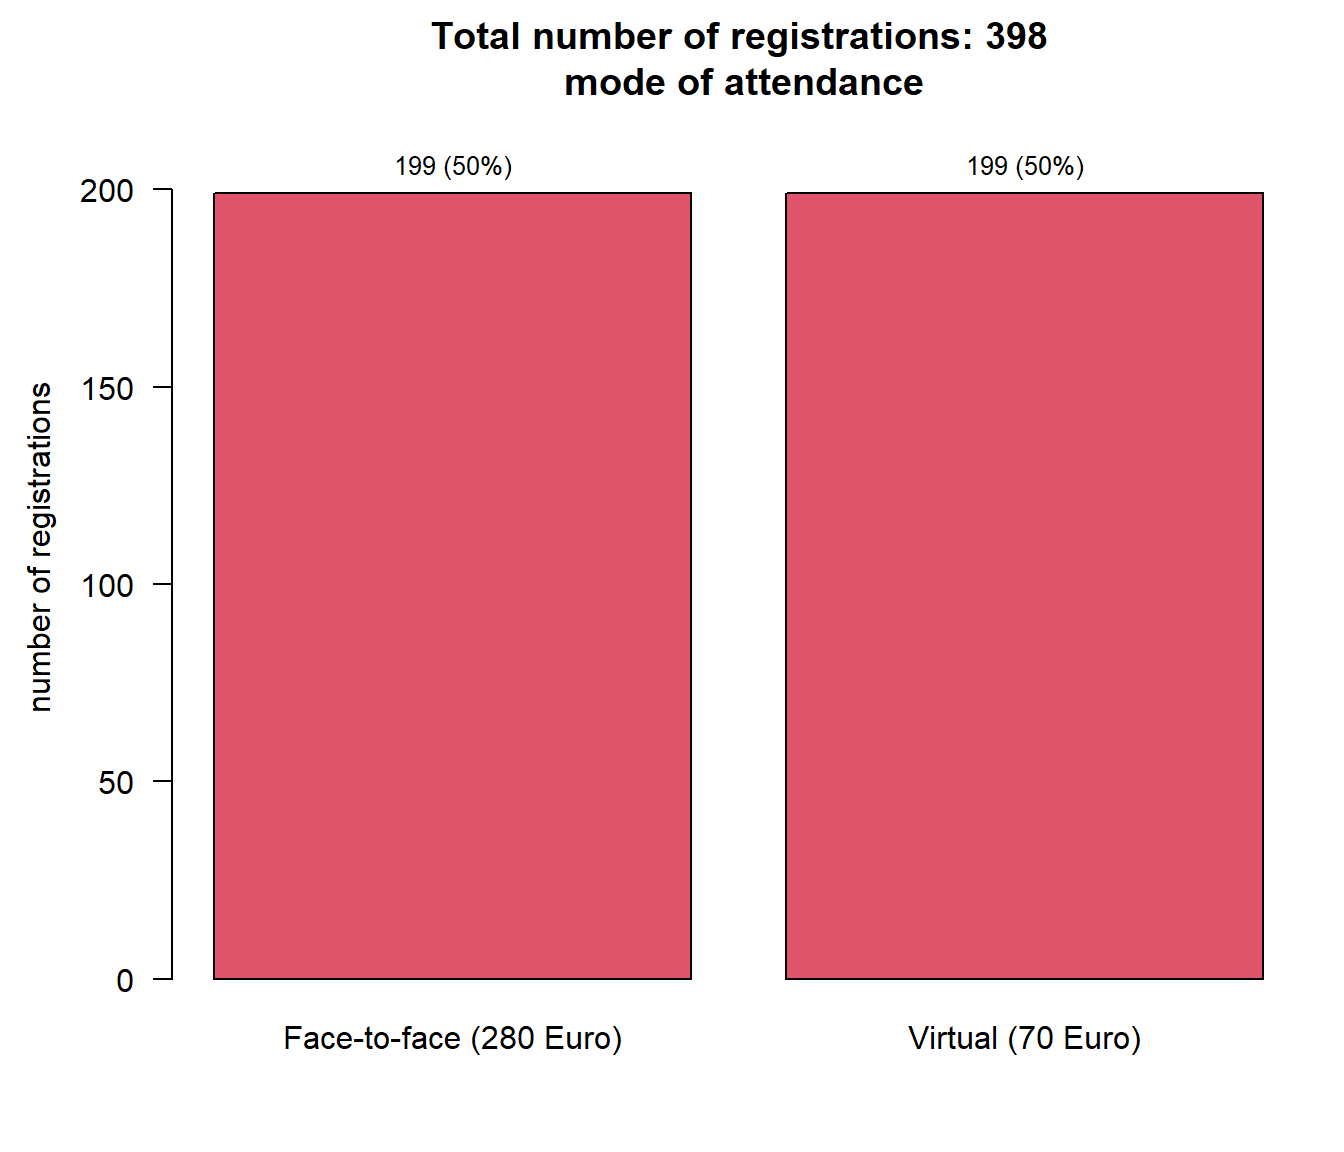 Total number of registrations: 398
mode of attendance
199 (50%)
199 (50%)
number of registrations
200
150
100
50
0
Face-to-face (280 Euro)
Virtual (70 Euro)